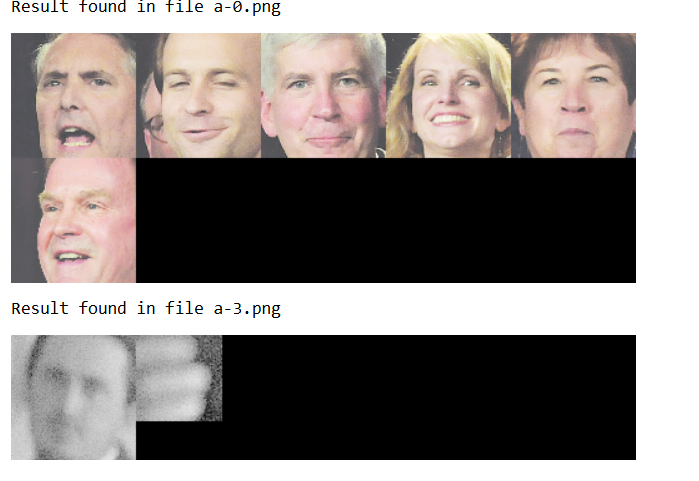 Result found in file a-0.png
Result found in file a-3.png